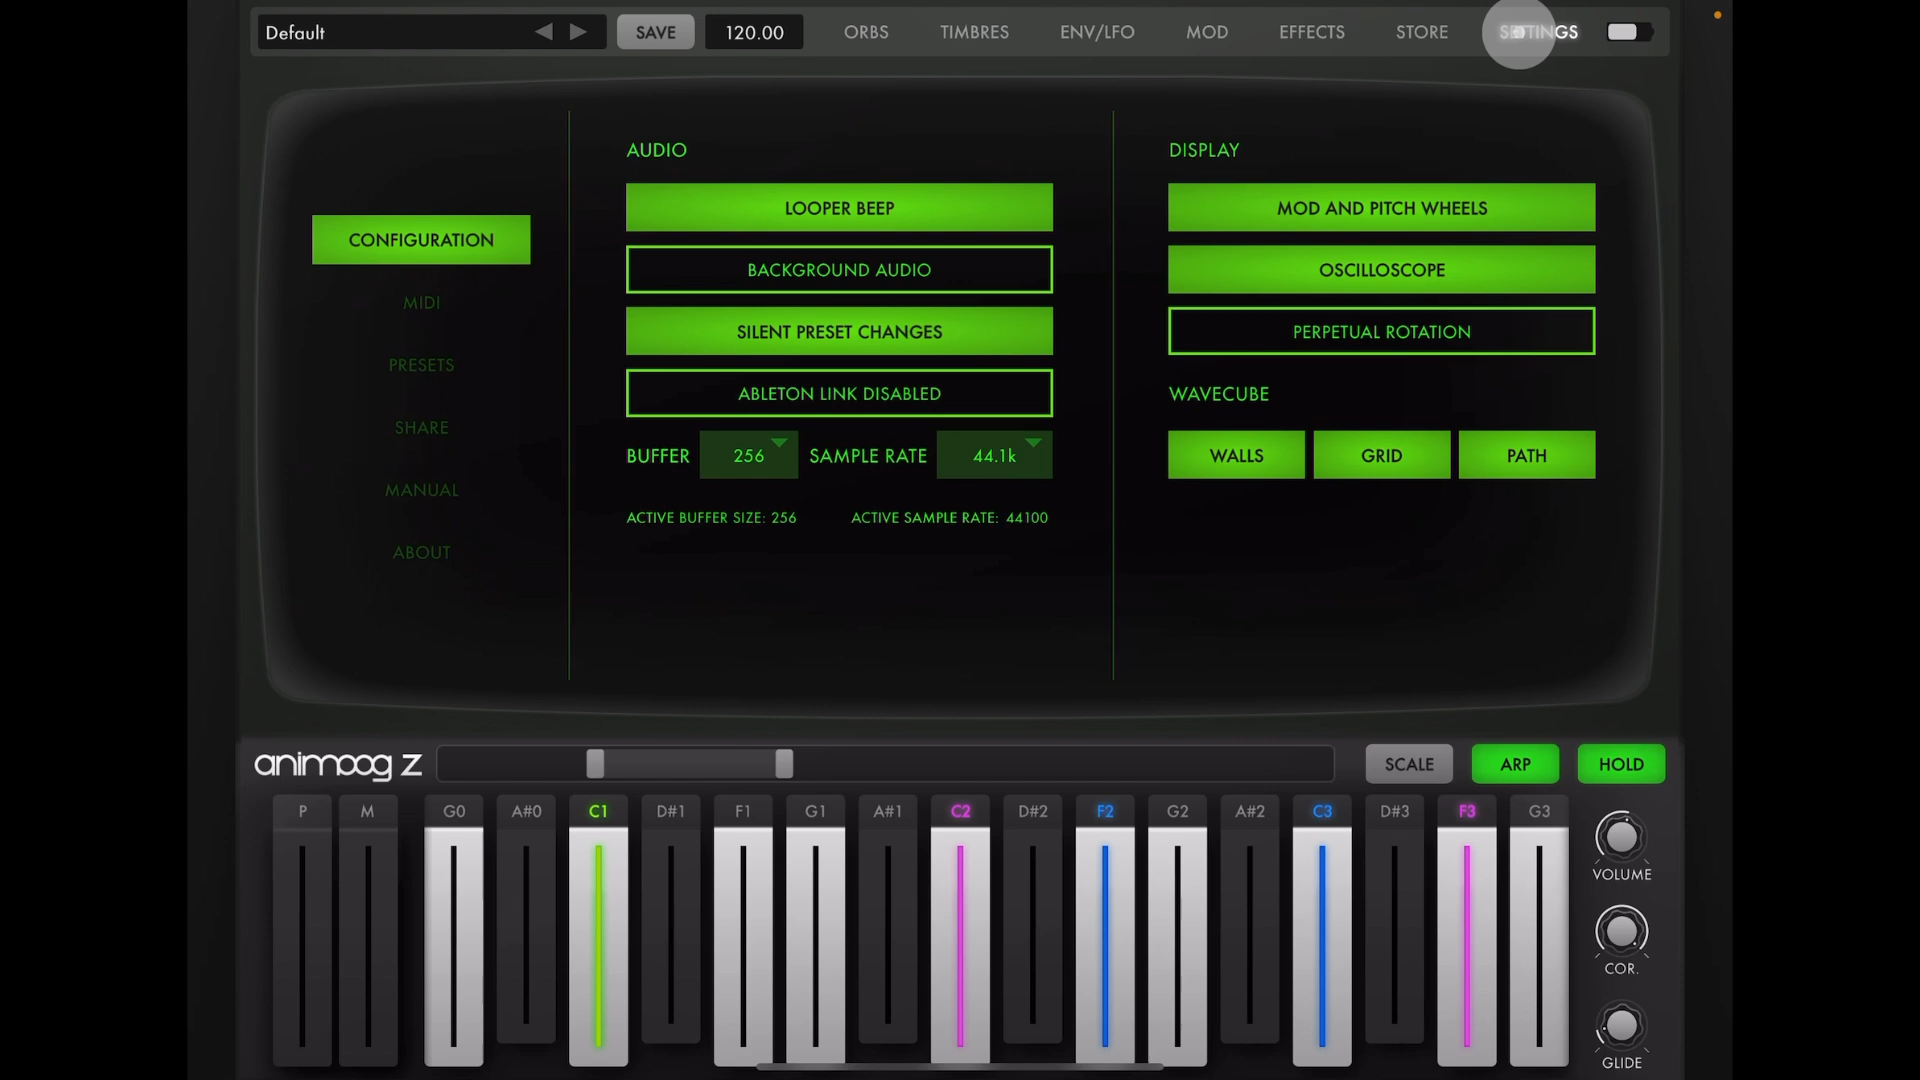 Default
SAVE
120.00
ORBS
TIMBRES
ENV/LFO
MOD
EFFECTS
STORE
SETTINGS
CONFIGURATION
MIDI
PRESETS
SHARE
MANUAL
ABOUT
AUDIO
LOOPER BEEP
BACKGROUND AUDIO
SILENT PRESET CHANGES
ABLETON LINK DISABLED
BUFFER 256 SAMPLE RATE 44.1k
ACTIVE BUFFER SIZE: 256 ACTIVE SAMPLE RATE: 44100
DISPLAY
MOD AND PITCH WHEELS
OSCILLOSCOPE
PERPETUAL ROTATION
WAVECUBE
WALLS GRID PATH
animoog Z
SCALE
ARP
HOLD
P M G0 A#0 C1 D#1 F1 G1 A#1 C2 D#2 F2 G2 A#2 C3 D#3 F3 G3
VOLUME
COR.
GLIDE